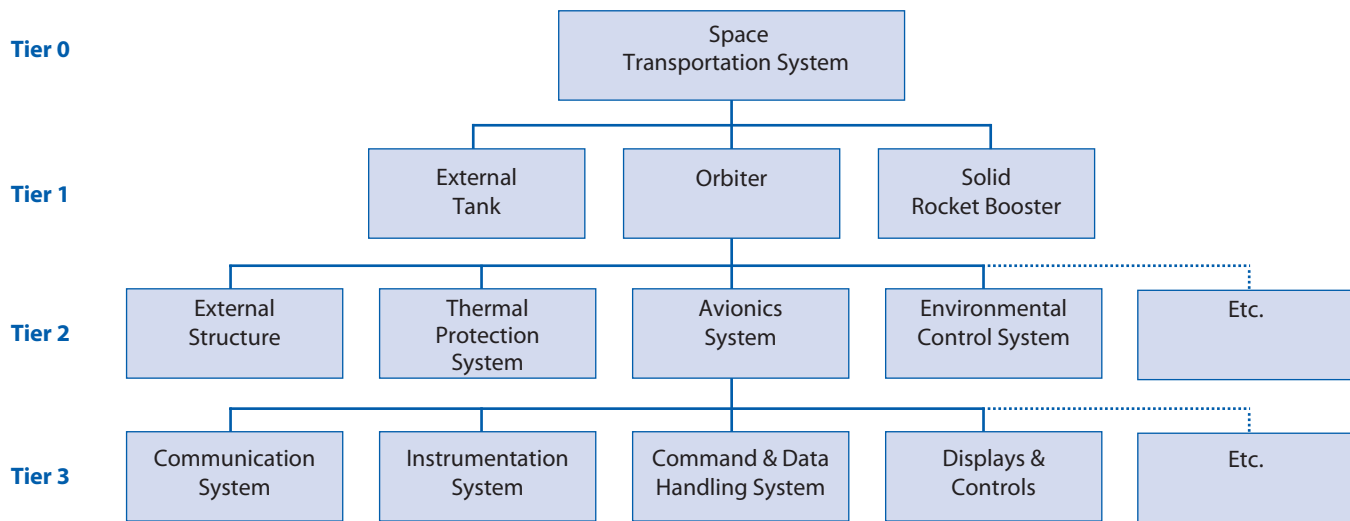 Tier 0
Space
Transportation System
Tier 1
External
Tank
Orbiter
Solid
Rocket Booster
Tier 2
External
Structure
Thermal
Protection
System
Avionics
System
Environmental
Control System
Etc.
Tier 3
Communication
System
Instrumentation
System
Command & Data
Handling System
Displays &
Controls
Etc.